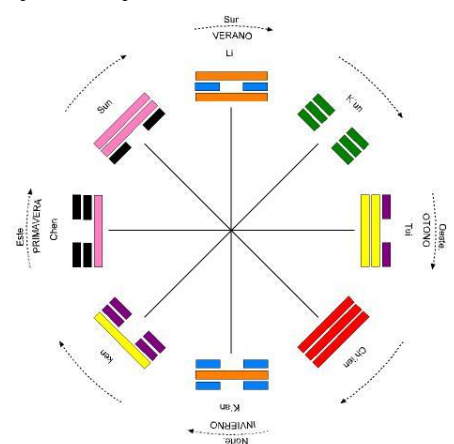 Sur
VERANO
Li
K'un
Oeste
OTOÑO
Tui
Ch'ien
Norte
INVIERNO
K'an
Ken
Este
PRIMAVERA
Chen
Sun